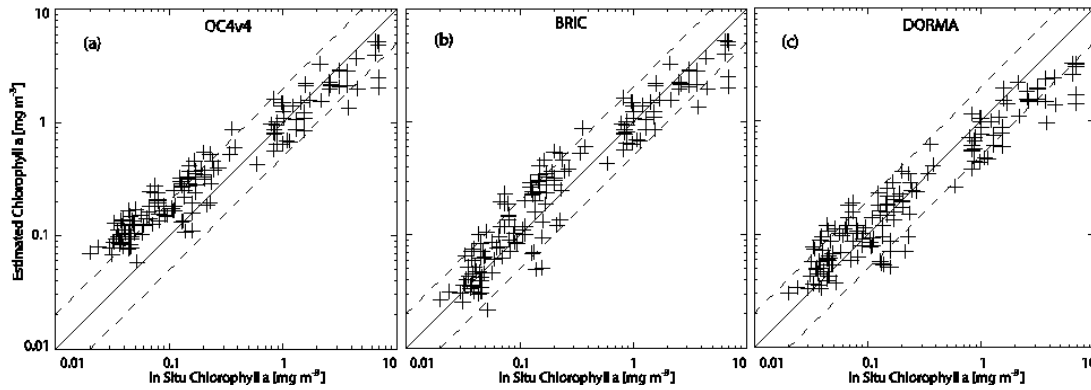 OC4v4
BRIC
DORMA
(a)
(b)
(c)
Estimated Chlorophyll a [mg m⁻³]
10
1
0.1
0.01
0.01 0.1 1 10
0.01 0.1 1 10
0.01 0.1 1 10
In Situ Chlorophyll a [mg m⁻³]
In Situ Chlorophyll a [mg m⁻³]
In Situ Chlorophyll a [mg m⁻³]